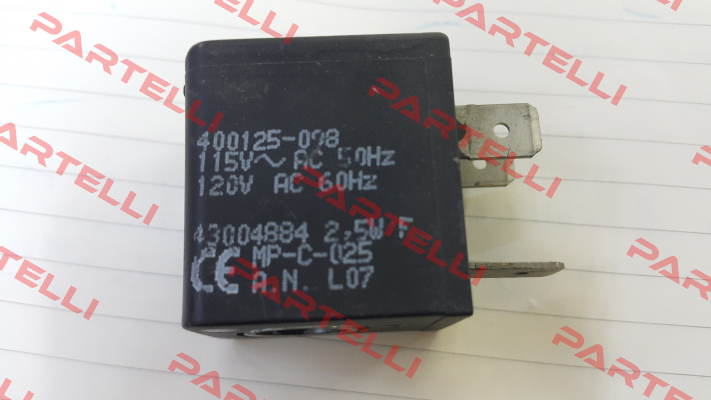 400125-098
115V~ AC 50Hz
120V AC 60Hz
43004884 2,5W F
CE MP-C-025
A.N. L07
PARTELLI
PARTELLI
PARTELLI
PARTELLI
PARTELLI
PARTELLI